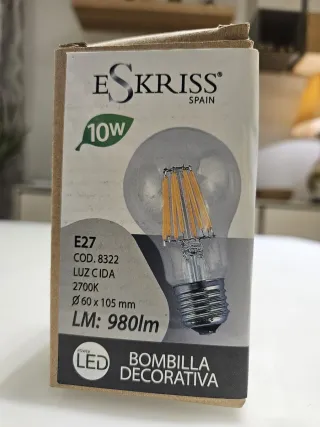 ESKRISS®
SPAIN
10W
E27
COD. 8322
LUZ CIDA
2700K
Ø 60 x 105 mm
LM: 980lm
LED
BOMBILLA
DECORATIVA